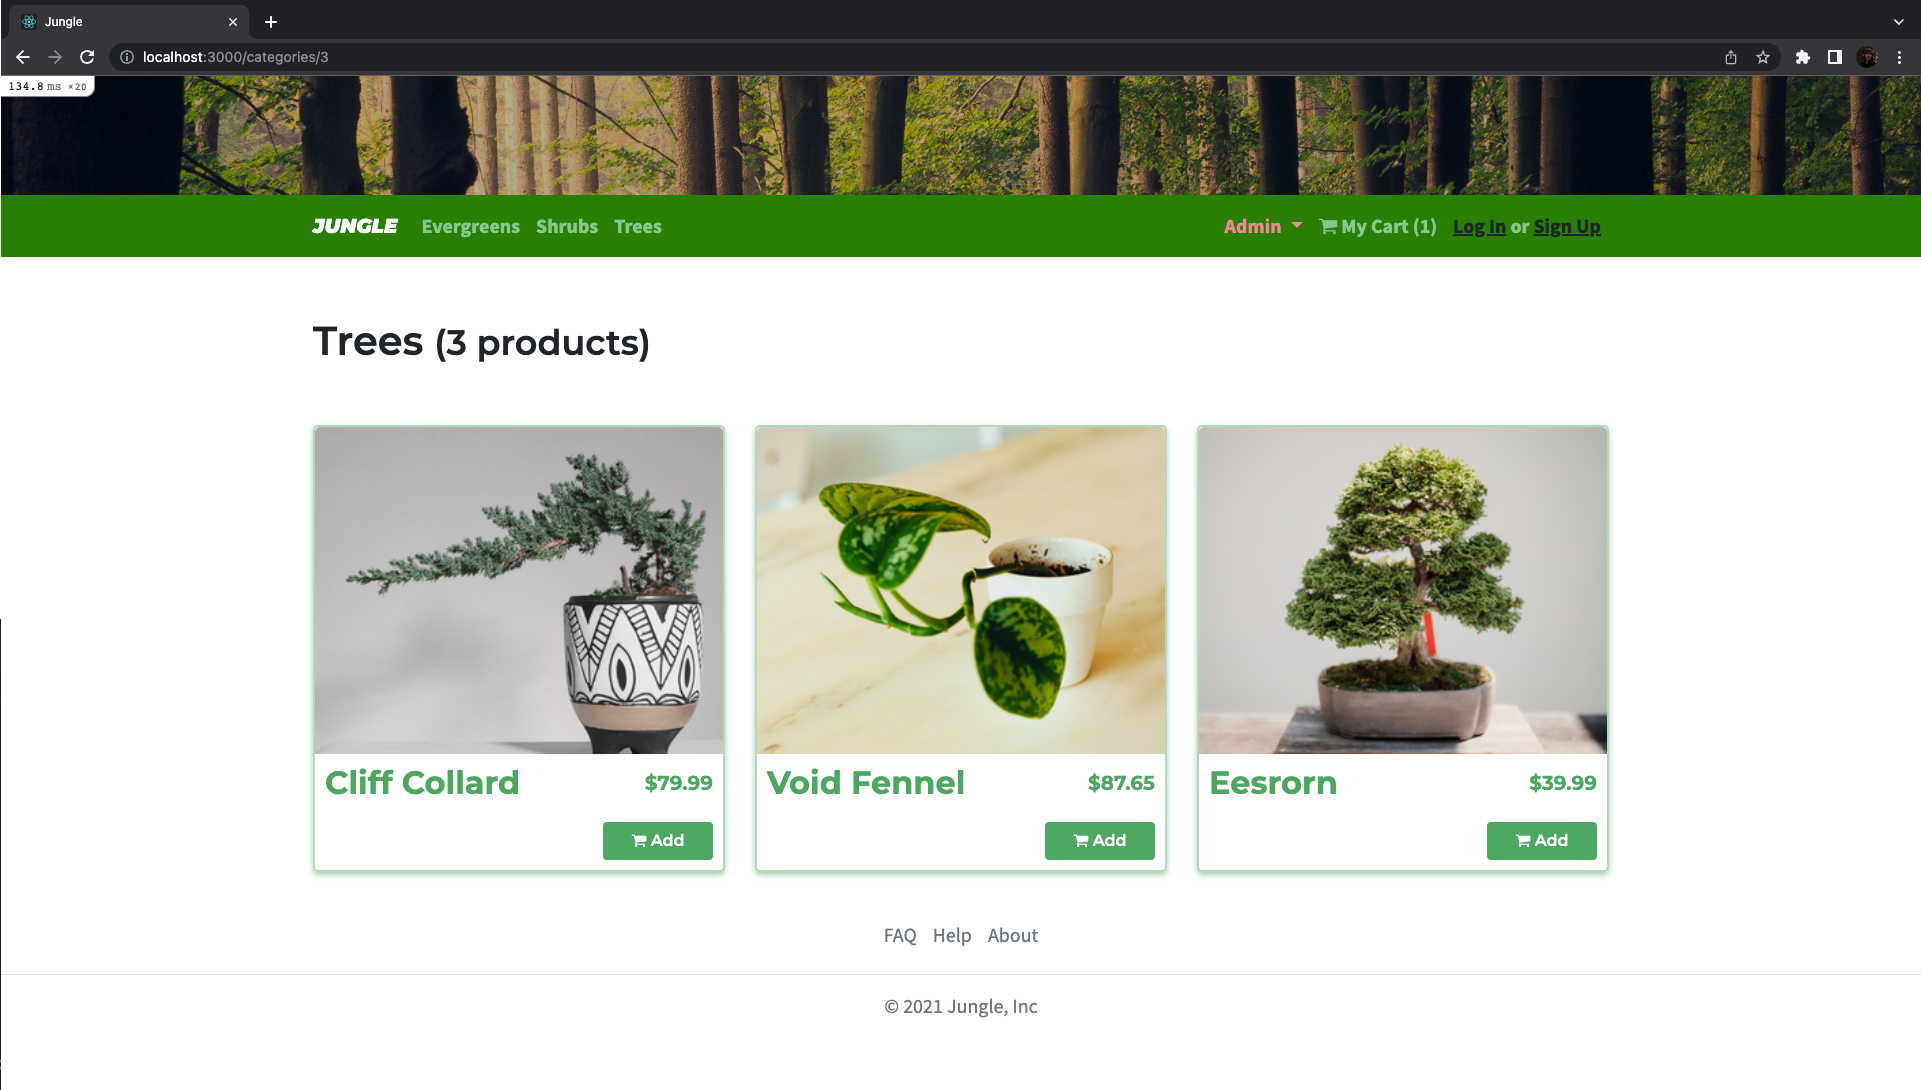 Jungle
localhost:3000/categories/3
134.8 ms ×20
JUNGLE Evergreens Shrubs Trees Admin My Cart (1) Log In or Sign Up
Trees (3 products)
Cliff Collard $79.99
Add
Void Fennel $87.65
Add
Eesrorn $39.99
Add
FAQ Help About
© 2021 Jungle, Inc